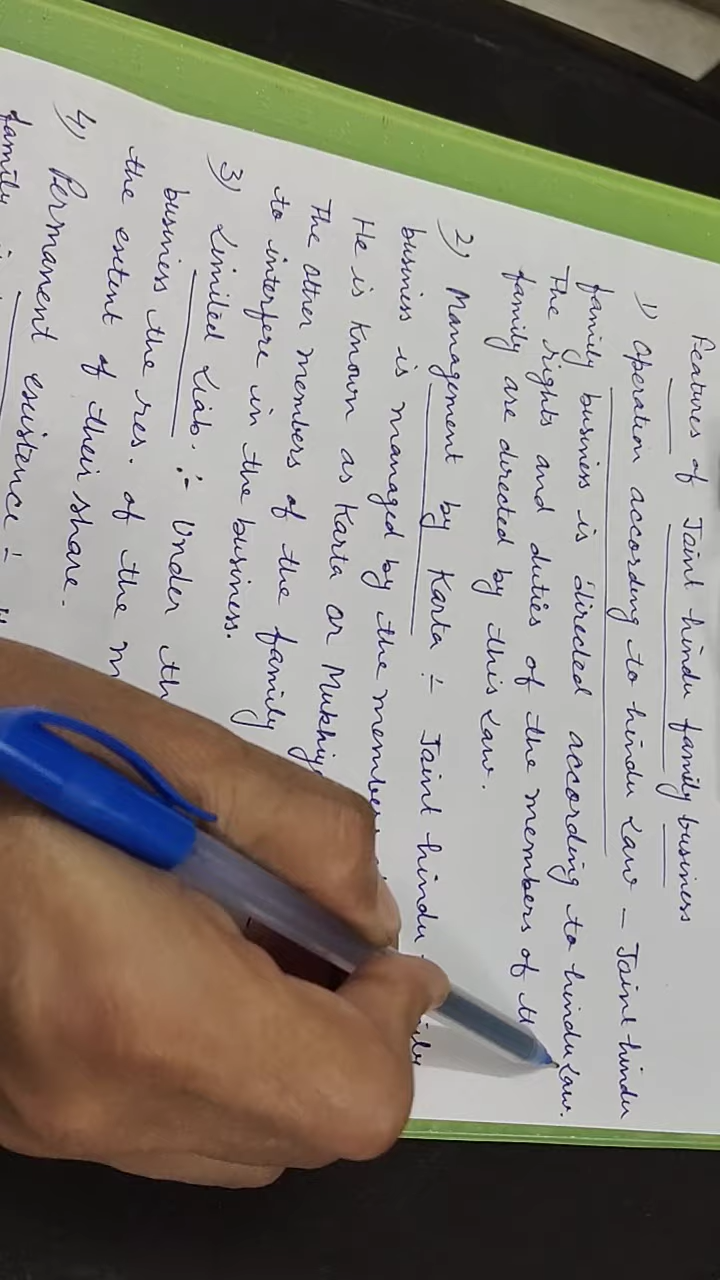 Features of Joint hindu family business
1) Operation according to hindu Law - Joint hindu
family business is directed according to hindu Law.
The rights and duties of the members of
family are directed by this Law.
2) Management by Karta :- Joint hindu
business is managed by the member
He is known as Karta or Mukhiya
The other members of the family
to interfere in the business.
3) Limited Liab. :- Under
business the res. of the
the extent of their share.
4) Permanent existence :-
family